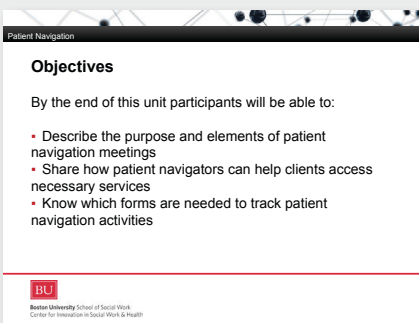 Patient Navigation
Objectives
By the end of this unit participants will be able to:
▪ Describe the purpose and elements of patient
navigation meetings
▪ Share how patient navigators can help clients access
necessary services
▪ Know which forms are needed to track patient
navigation activities
BU
Boston University School of Social Work
Center for Innovation in Social Work & Health